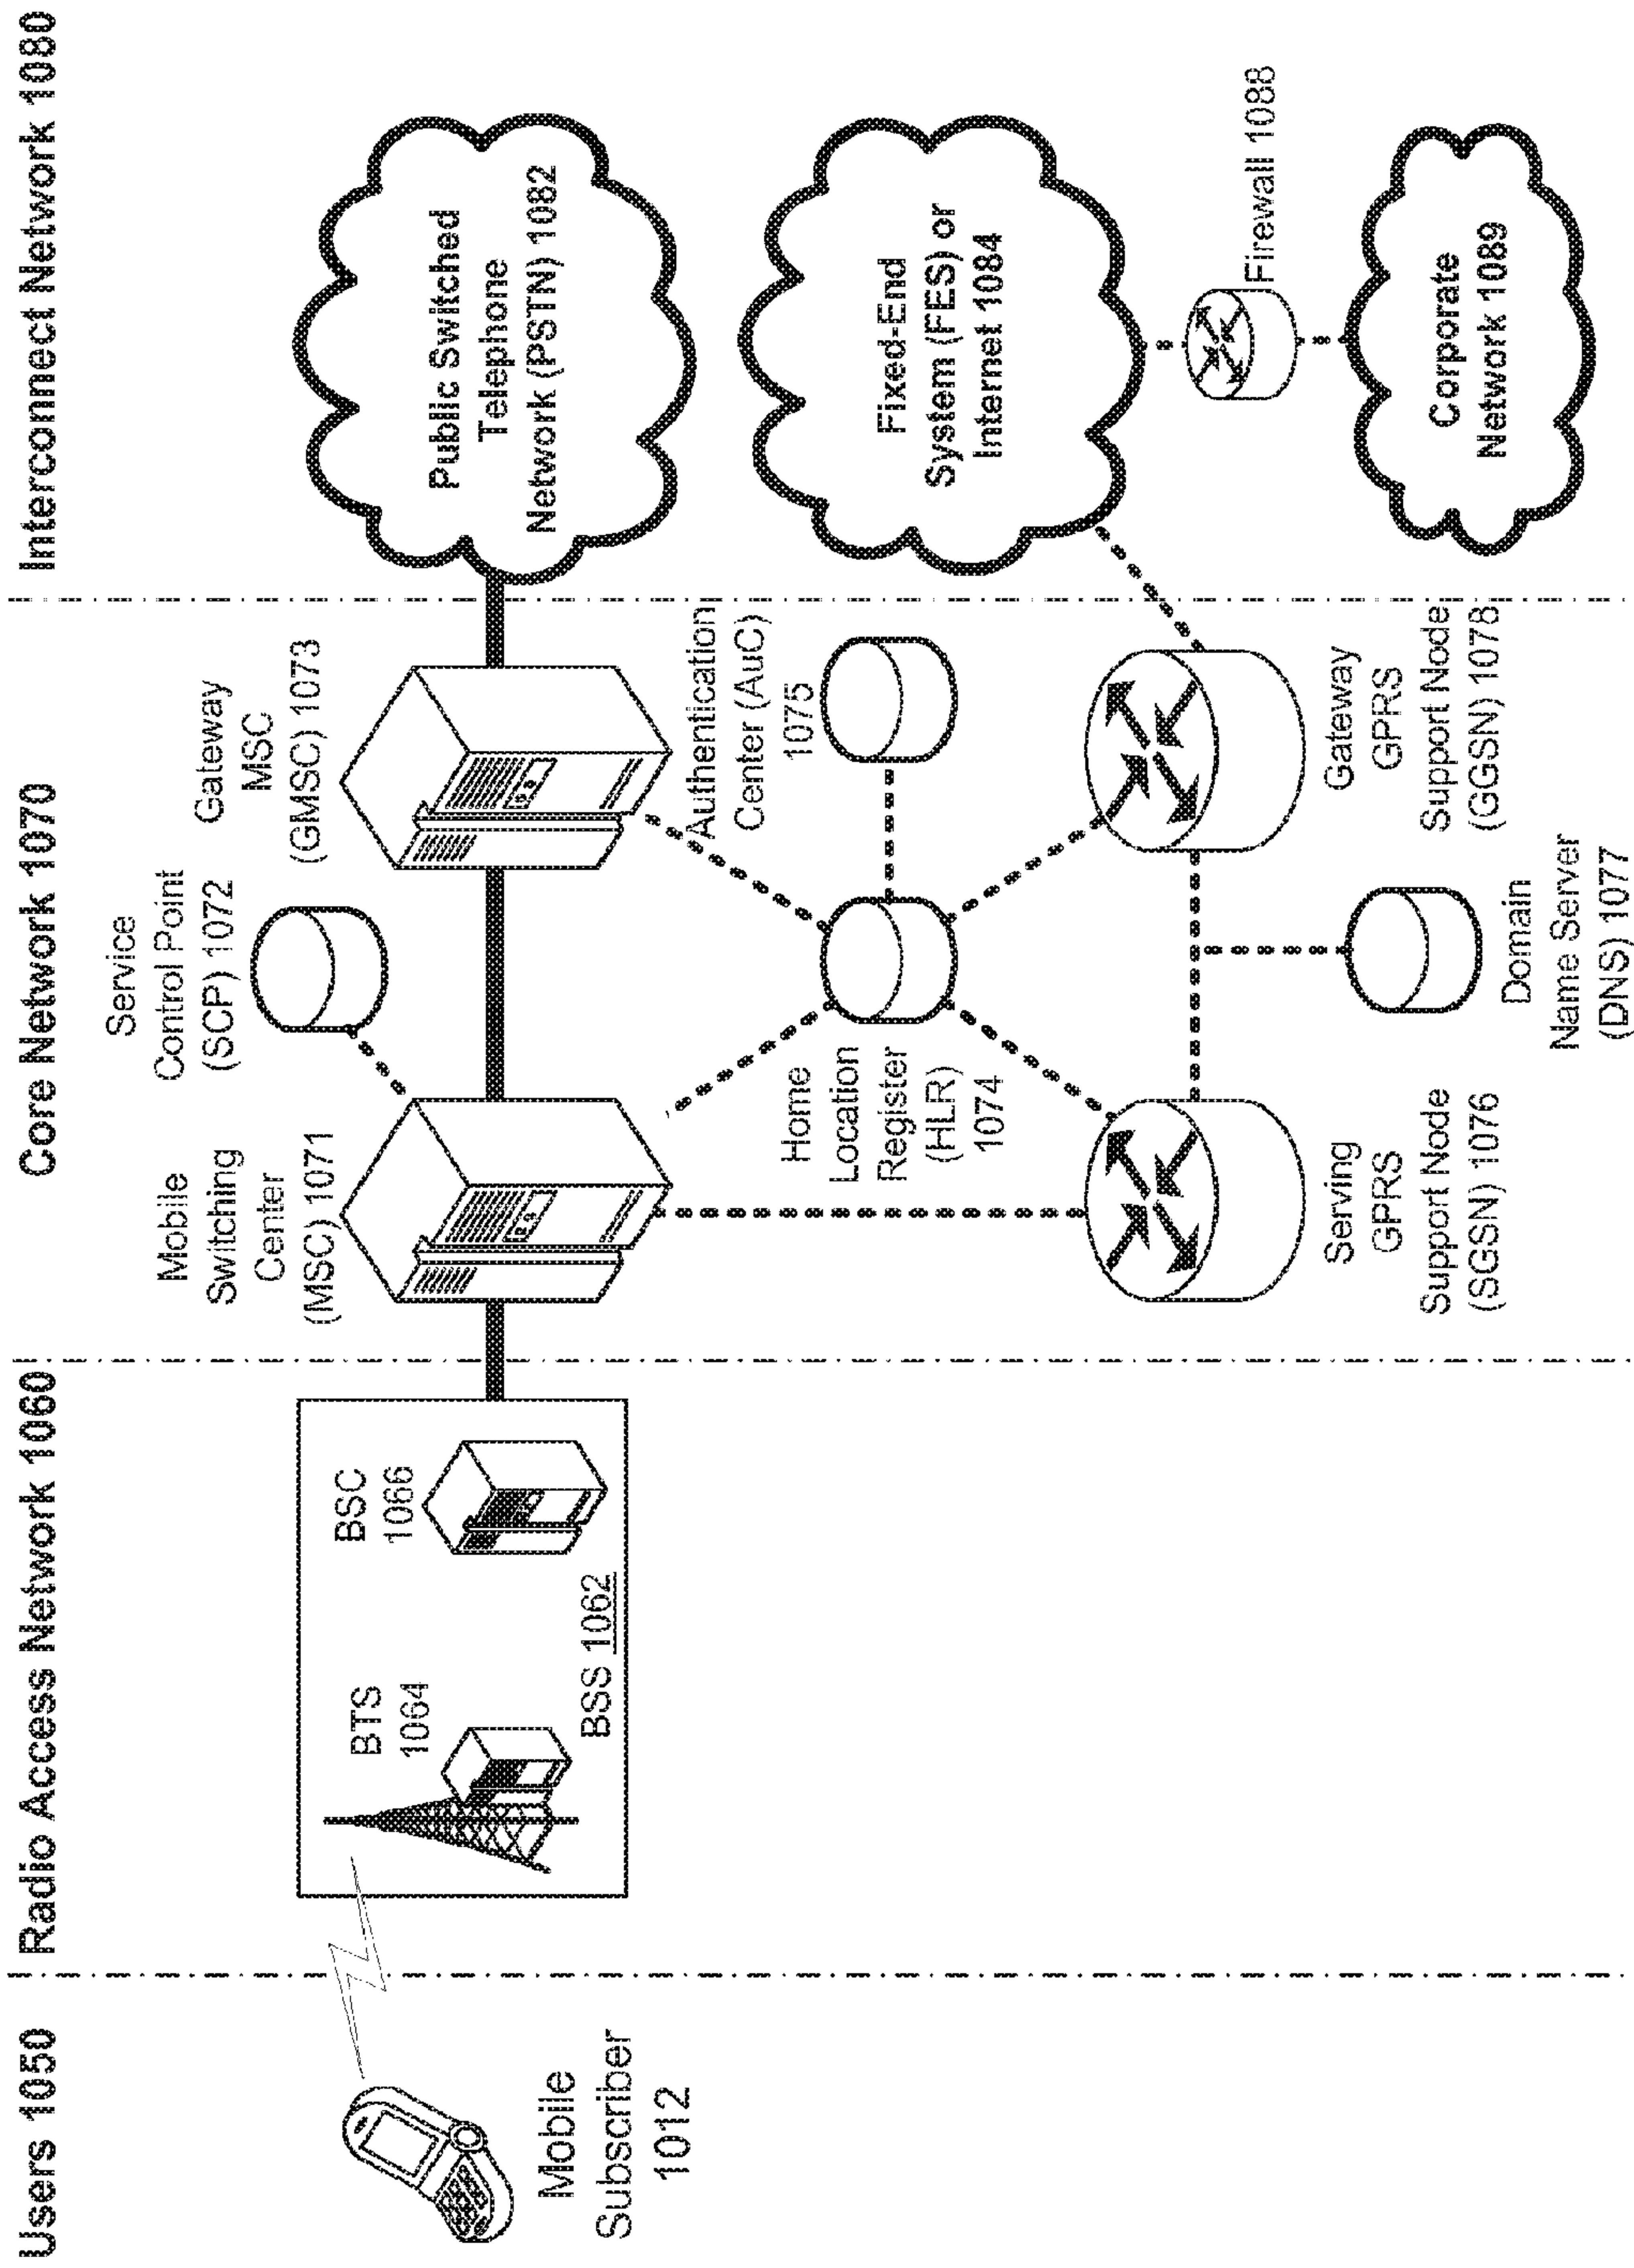 Users 1050
Radio Access Network 1060
Core Network 1070
Interconnect Network 1080
Mobile
Subscriber
1012
BTS
1064
BSC
1066
BSS 1062
Mobile
Switching
Center
(MSC) 1071
Service
Control Point
(SCP) 1072
Gateway
MSC
(GMSC) 1073
Public Switched
Telephone
Network (PSTN) 1082
Home
Location
Register
(HLR)
1074
Authentication
Center (AuC)
1075
Fixed-End
System (FES) or
Internet 1084
Firewall 1088
Serving
GPRS
Support Node
(SGSN) 1076
Domain
Name Server
(DNS) 1077
Gateway
GPRS
Support Node
(GGSN) 1078
Corporate
Network 1089